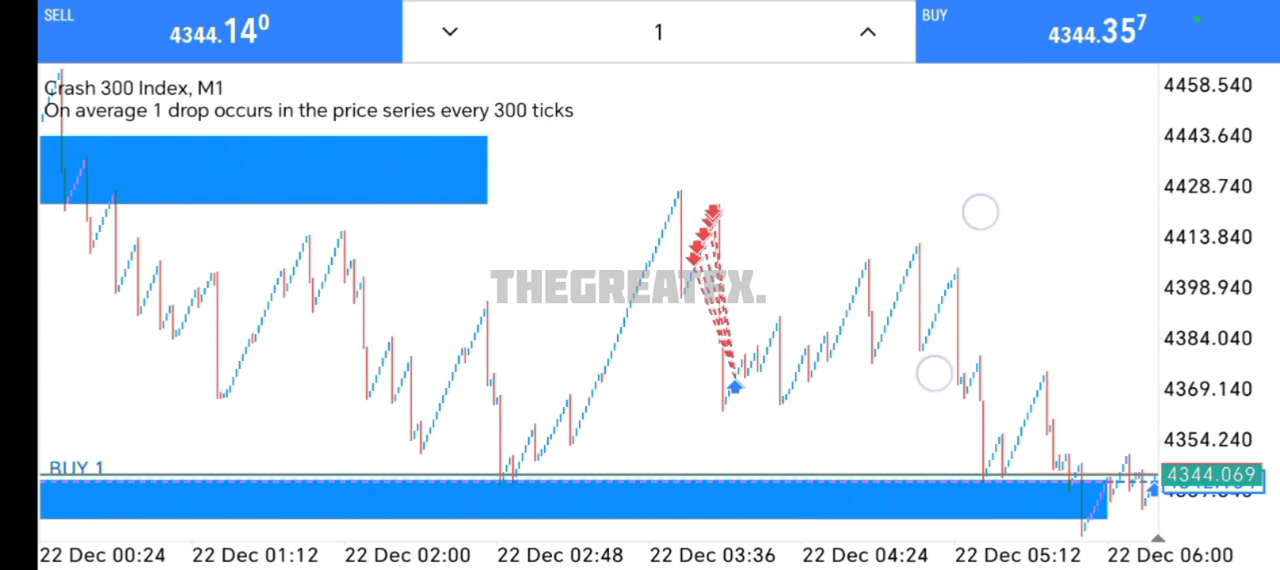 SELL
4344.14⁰
1
BUY
4344.35⁷
Crash 300 Index, M1
On average 1 drop occurs in the price series every 300 ticks
4458.540
4443.640
4428.740
4413.840
4398.940
4384.040
4369.140
4354.240
4344.069
THEGREATFX.
BUY 1
22 Dec 00:24
22 Dec 01:12
22 Dec 02:00
22 Dec 02:48
22 Dec 03:36
22 Dec 04:24
22 Dec 05:12
22 Dec 06:00